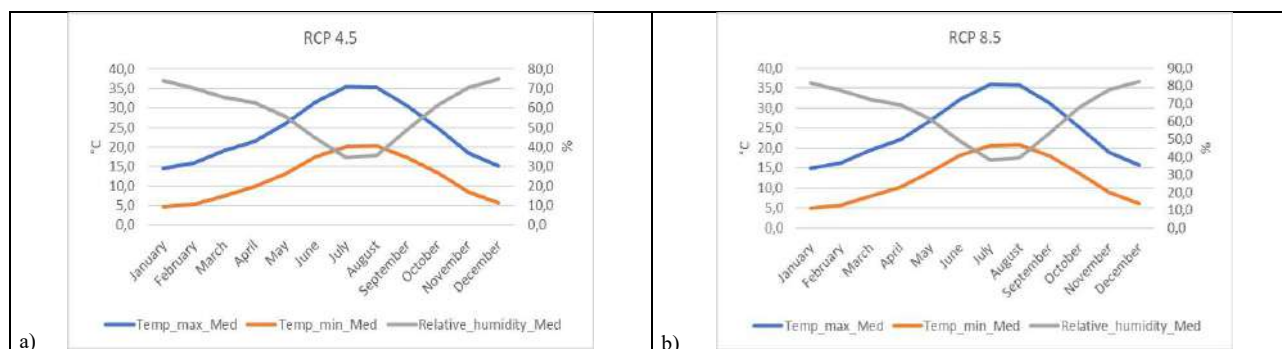 RCP 4.5
40,0
35,0
30,0
25,0
20,0
15,0
10,0
5,0
0,0
°C
80,0
70,0
60,0
50,0
40,0
30,0
20,0
10,0
0,0
%
January
February
March
April
May
June
July
August
September
October
November
December
Temp_max_Med Temp_min_Med Relative_humidity_Med
a)
RCP 8.5
40,0
35,0
30,0
25,0
20,0
15,0
10,0
5,0
0,0
°C
90,0
80,0
70,0
60,0
50,0
40,0
30,0
20,0
10,0
0,0
%
January
February
March
April
May
June
July
August
September
October
November
December
Temp_max_Med Temp_min_Med Relative_humidity_Med
b)